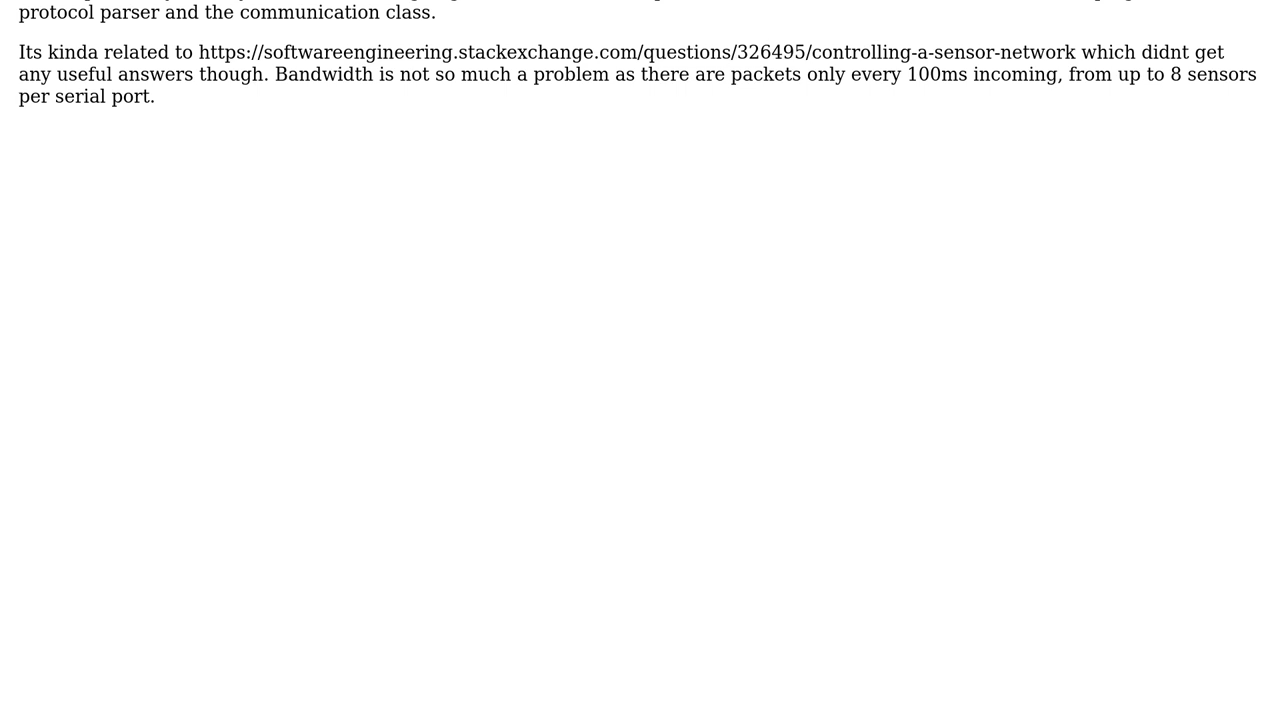 protocol parser and the communication class.
Its kinda related to https://softwareengineering.stackexchange.com/questions/326495/controlling-a-sensor-network which didnt get
any useful answers though. Bandwidth is not so much a problem as there are packets only every 100ms incoming, from up to 8 sensors
per serial port.